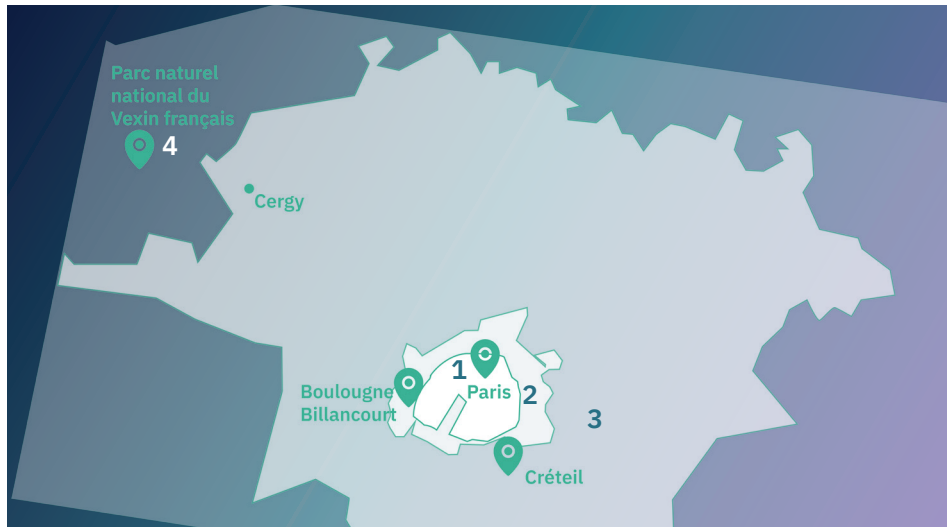 Parc naturel
national du
Vexin français
4
Cergy
1
Paris
2
Boulougne
Billancourt
3
Créteil